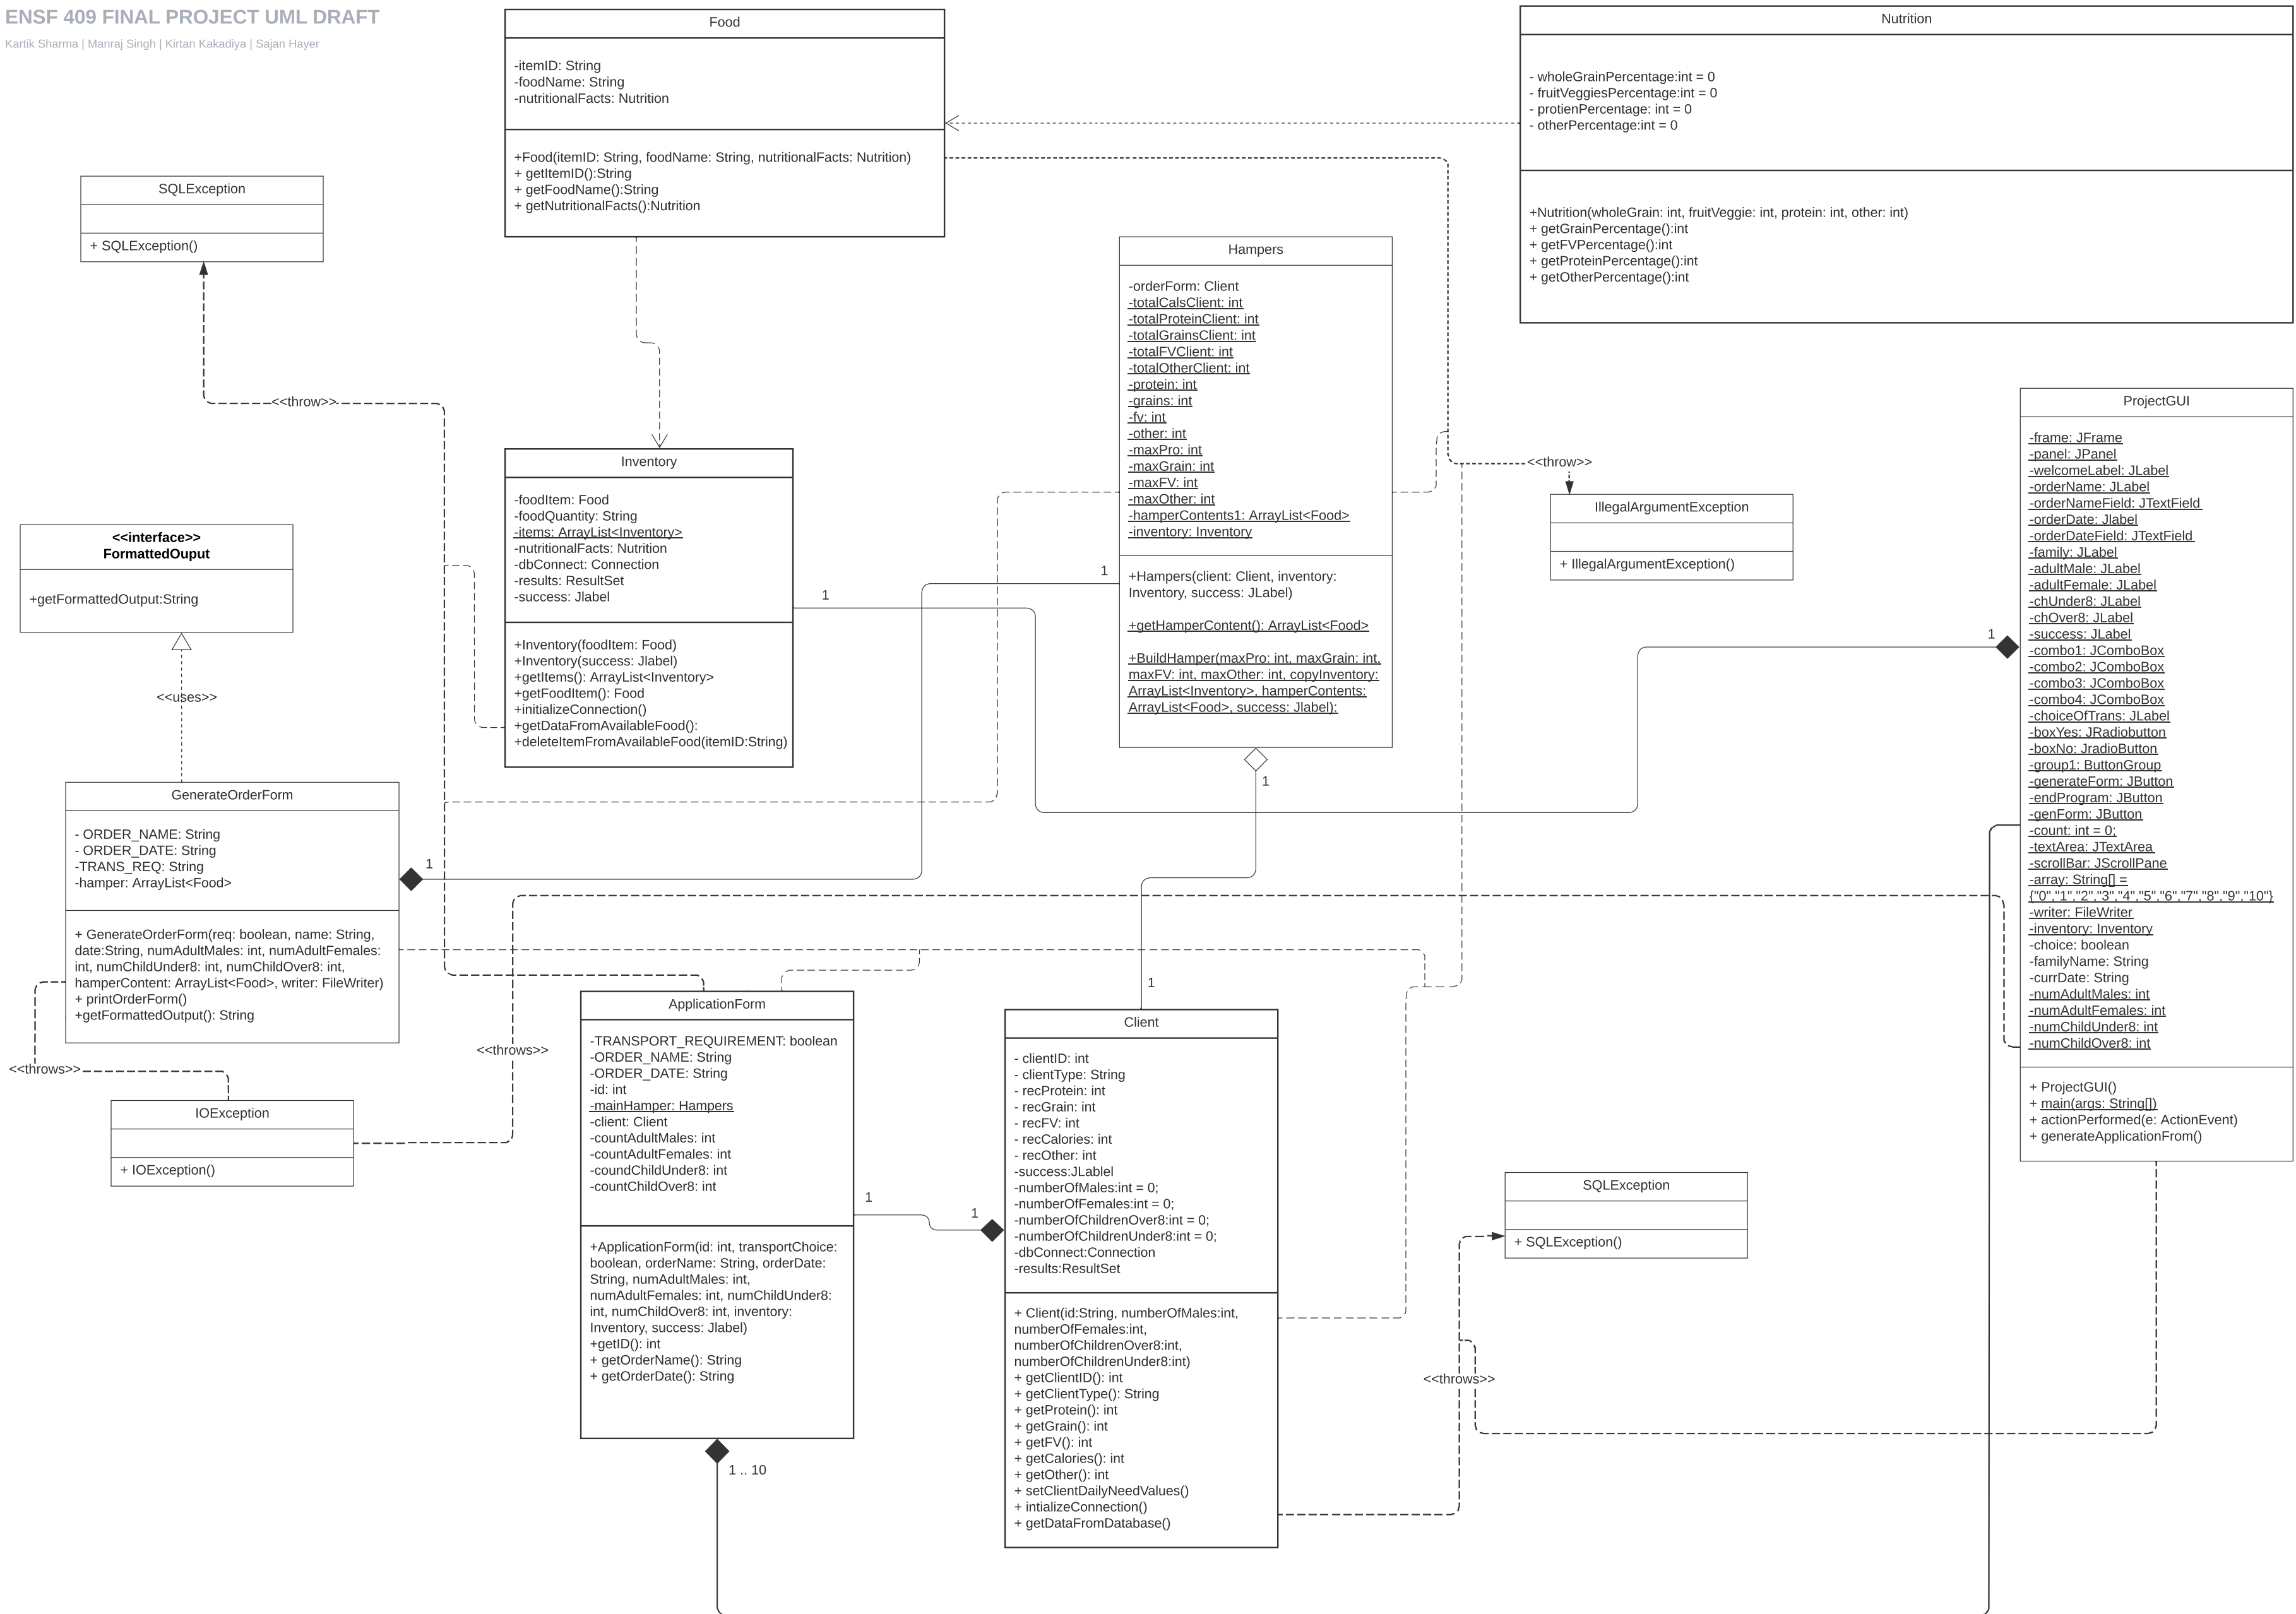 ENSF 409 FINAL PROJECT UML DRAFT
Kartik Sharma | Manraj Singh | Kirtan Kakadiya | Sajan Hayer
Food
-itemID: String
-foodName: String
-nutritionalFacts: Nutrition
+Food(itemID: String, foodName: String, nutritionalFacts: Nutrition)
+ getItemID():String
+ getFoodName():String
+ getNutritionalFacts():Nutrition
Nutrition
- wholeGrainPercentage:int = 0
- fruitVeggiesPercentage:int = 0
- protienPercentage: int = 0
- otherPercentage:int = 0
+Nutrition(wholeGrain: int, fruitVeggie: int, protein: int, other: int)
+ getGrainPercentage():int
+ getFVPercentage():int
+ getProteinPercentage():int
+ getOtherPercentage():int
SQLException
+ SQLException()
<<throw>>
Hampers
-orderForm: Client
-totalCalsClient: int
-totalProteinClient: int
-totalGrainsClient: int
-totalFVClient: int
-totalOtherClient: int
-protein: int
-grains: int
-fv: int
-other: int
-maxPro: int
-maxGrain: int
-maxFV: int
-maxOther: int
-hamperContents1: ArrayList<Food>
-inventory: Inventory
+Hampers(client: Client, inventory:
Inventory, success: JLabel)
+getHamperContent(): ArrayList<Food>
+BuildHamper(maxPro: int, maxGrain: int,
maxFV: int, maxOther: int, copyInventory:
ArrayList<Inventory>, hamperContents:
ArrayList<Food>, success: Jlabel):
1
1
Inventory
-foodItem: Food
-foodQuantity: String
-items: ArrayList<Inventory>
-nutritionalFacts: Nutrition
-dbConnect: Connection
-results: ResultSet
-success: Jlabel
+Inventory(foodItem: Food)
+Inventory(success: Jlabel)
+getItems(): ArrayList<Inventory>
+getFoodItem(): Food
+initializeConnection()
+getDataFromAvailableFood():
+deleteItemFromAvailableFood(itemID:String)
1
<<throw>>
IllegalArgumentException
+ IllegalArgumentException()
<<interface>>
FormattedOuput
+getFormattedOutput:String
<<uses>>
ProjectGUI
-frame: JFrame
-panel: JPanel
-welcomeLabel: JLabel
-orderName: JLabel
-orderNameField: JTextField
-orderDate: Jlabel
-orderDateField: JTextField
-family: JLabel
-adultMale: JLabel
-adultFemale: JLabel
-chUnder8: JLabel
-chOver8: JLabel
-success: JLabel
-combo1: JComboBox
-combo2: JComboBox
-combo3: JComboBox
-combo4: JComboBox
-choiceOfTrans: JLabel
-boxYes: JRadiobutton
-boxNo: JradioButton
-group1: ButtonGroup
-generateForm: JButton
-endProgram: JButton
-genForm: JButton
-count: int = 0;
-textArea: JTextArea
-scrollBar: JScrollPane
-array: String[] =
{"0","1","2","3","4","5","6","7","8","9","10"}
-writer: FileWriter
-inventory: Inventory
-choice: boolean
-familyName: String
-currDate: String
-numAdultMales: int
-numAdultFemales: int
-numChildUnder8: int
-numChildOver8: int
+ ProjectGUI()
+ main(args: String[])
+ actionPerformed(e: ActionEvent)
+ generateApplicationFrom()
1
GenerateOrderForm
- ORDER_NAME: String
- ORDER_DATE: String
-TRANS_REQ: String
-hamper: ArrayList<Food>
+ GenerateOrderForm(req: boolean, name: String,
date:String, numAdultMales: int, numAdultFemales:
int, numChildUnder8: int, numChildOver8: int,
hamperContent: ArrayList<Food>, writer: FileWriter)
+ printOrderForm()
+getFormattedOutput(): String
1
<<throws>>
IOException
+ IOException()
<<throws>>
ApplicationForm
-TRANSPORT_REQUIREMENT: boolean
-ORDER_NAME: String
-ORDER_DATE: String
-id: int
-mainHamper: Hampers
-client: Client
-countAdultMales: int
-countAdultFemales: int
-coundChildUnder8: int
-countChildOver8: int
+ApplicationForm(id: int, transportChoice:
boolean, orderName: String, orderDate:
String, numAdultMales: int,
numAdultFemales: int, numChildUnder8:
int, numChildOver8: int, inventory:
Inventory, success: Jlabel)
+getID(): int
+ getOrderName(): String
+ getOrderDate(): String
1
1 .. 10
1
1
Client
- clientID: int
- clientType: String
- recProtein: int
- recGrain: int
- recFV: int
- recCalories: int
- recOther: int
-success:JLablel
-numberOfMales:int = 0;
-numberOfFemales:int = 0;
-numberOfChildrenOver8:int = 0;
-numberOfChildrenUnder8:int = 0;
-dbConnect:Connection
-results:ResultSet
+ Client(id:String, numberOfMales:int,
numberOfFemales:int,
numberOfChildrenOver8:int,
numberOfChildrenUnder8:int)
+ getClientID(): int
+ getClientType(): String
+ getProtein(): int
+ getGrain(): int
+ getFV(): int
+ getCalories(): int
+ getOther(): int
+ setClientDailyNeedValues()
+ intializeConnection()
+ getDataFromDatabase()
SQLException
+ SQLException()
<<throws>>